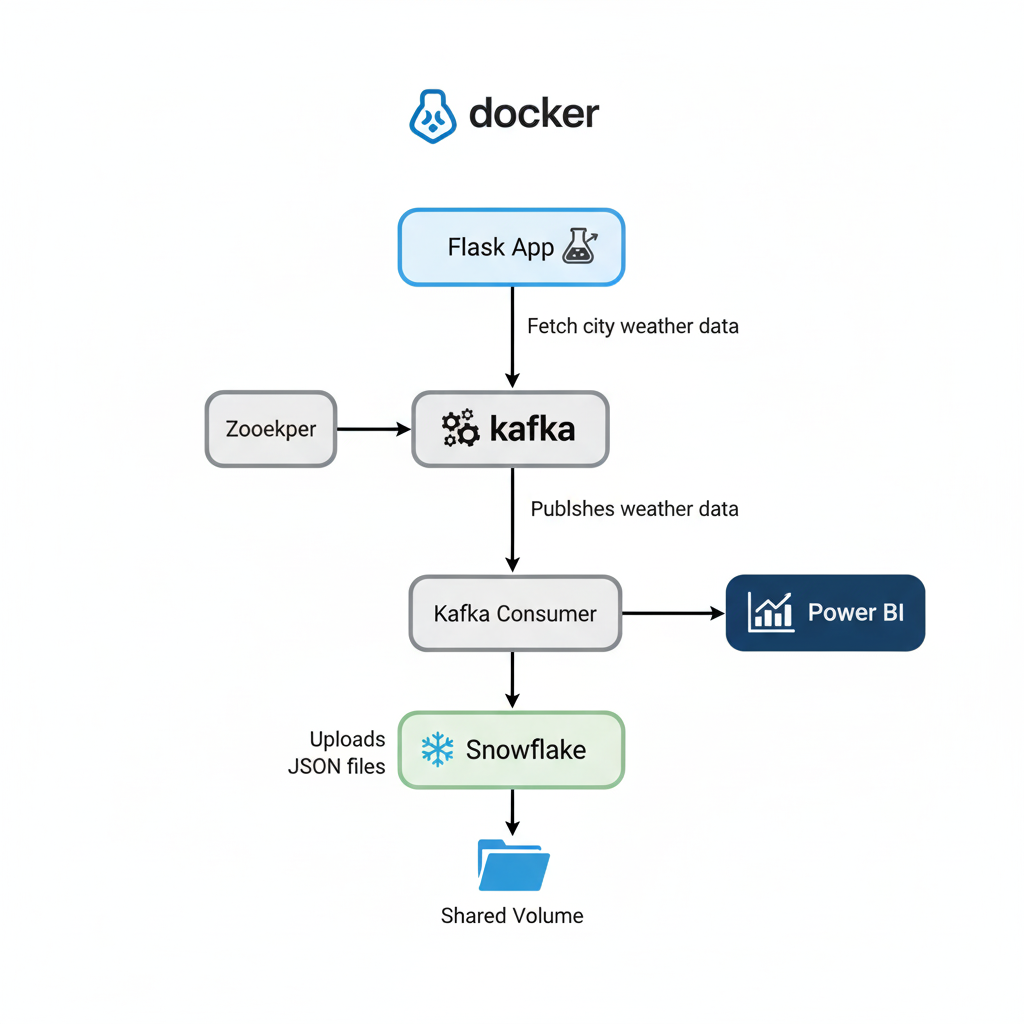 docker
Flask App
Fetch city weather data
Zooekper
kafka
Publshes weather data
Kafka Consumer
Power BI
Uploads
JSON files
Snowflake
Shared Volume